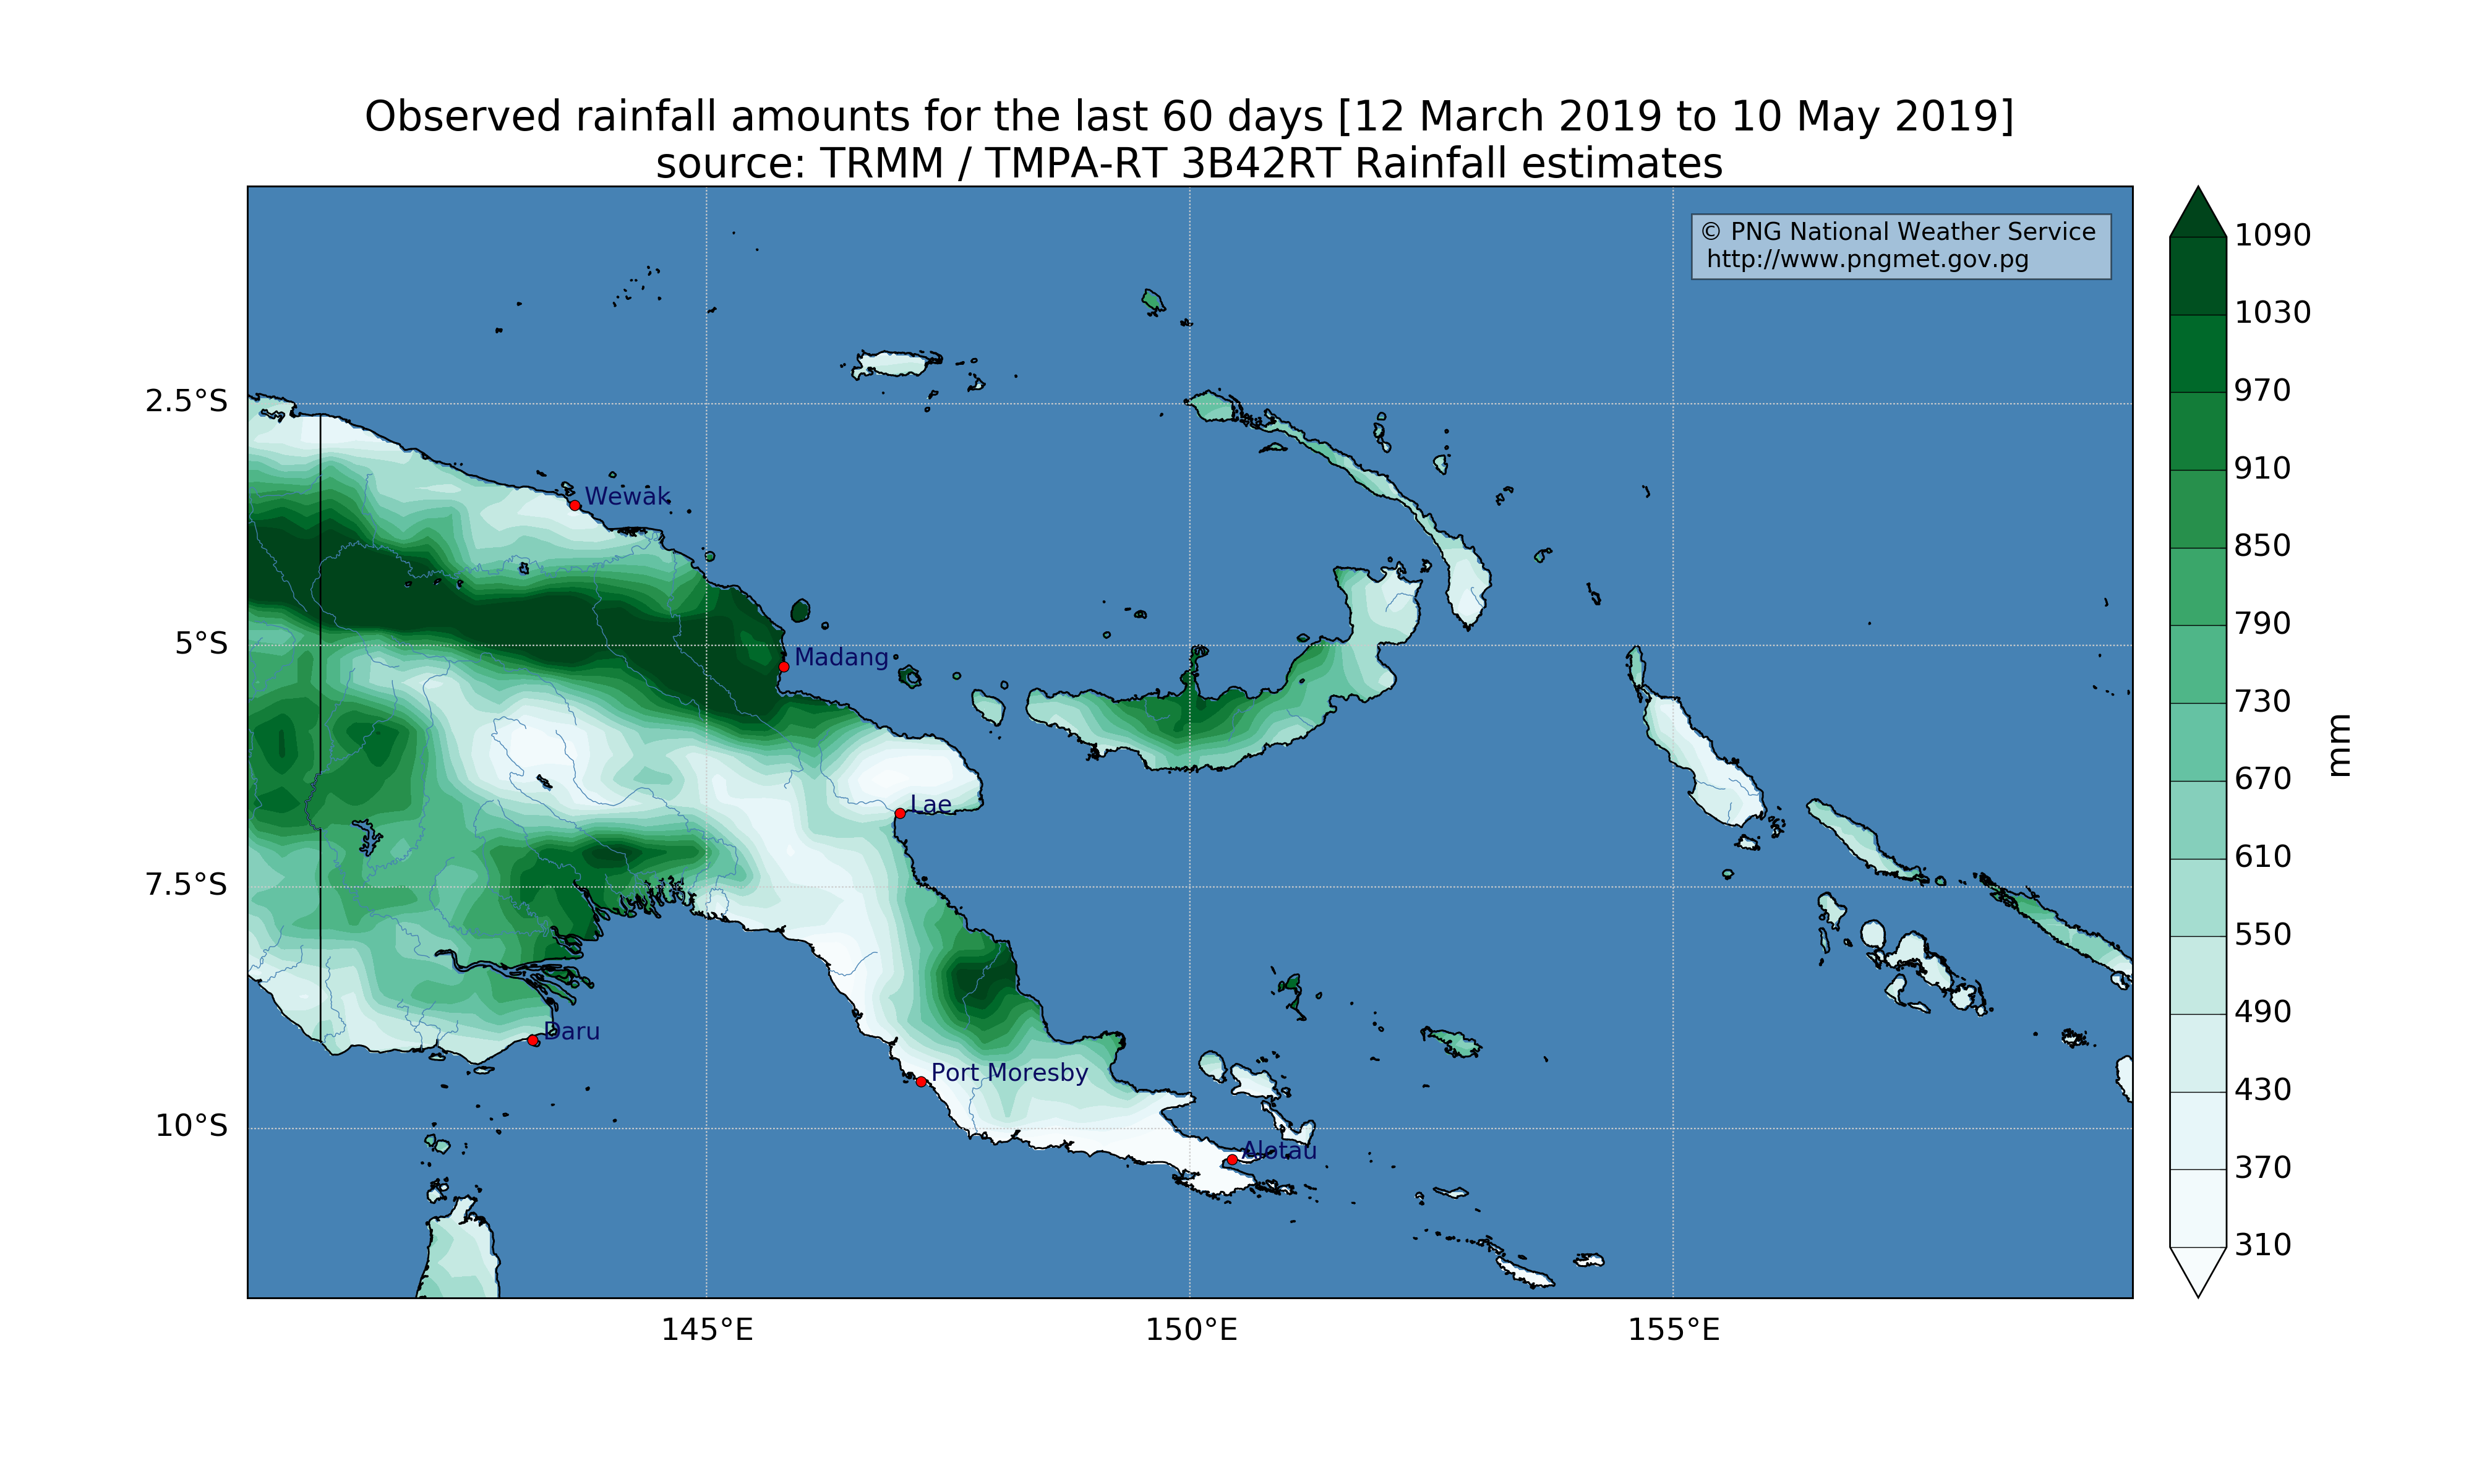 Observed rainfall amounts for the last 60 days [12 March 2019 to 10 May 2019]
source: TRMM / TMPA-RT 3B42RT Rainfall estimates
© PNG National Weather Service
http://www.pngmet.gov.pg
1090
1030
970
910
850
790
730
670
610
550
490
430
370
310
mm
2.5°S
5°S
7.5°S
10°S
Wewak
Madang
Lae
Daru
Port Moresby
Alotau
145°E
150°E
155°E